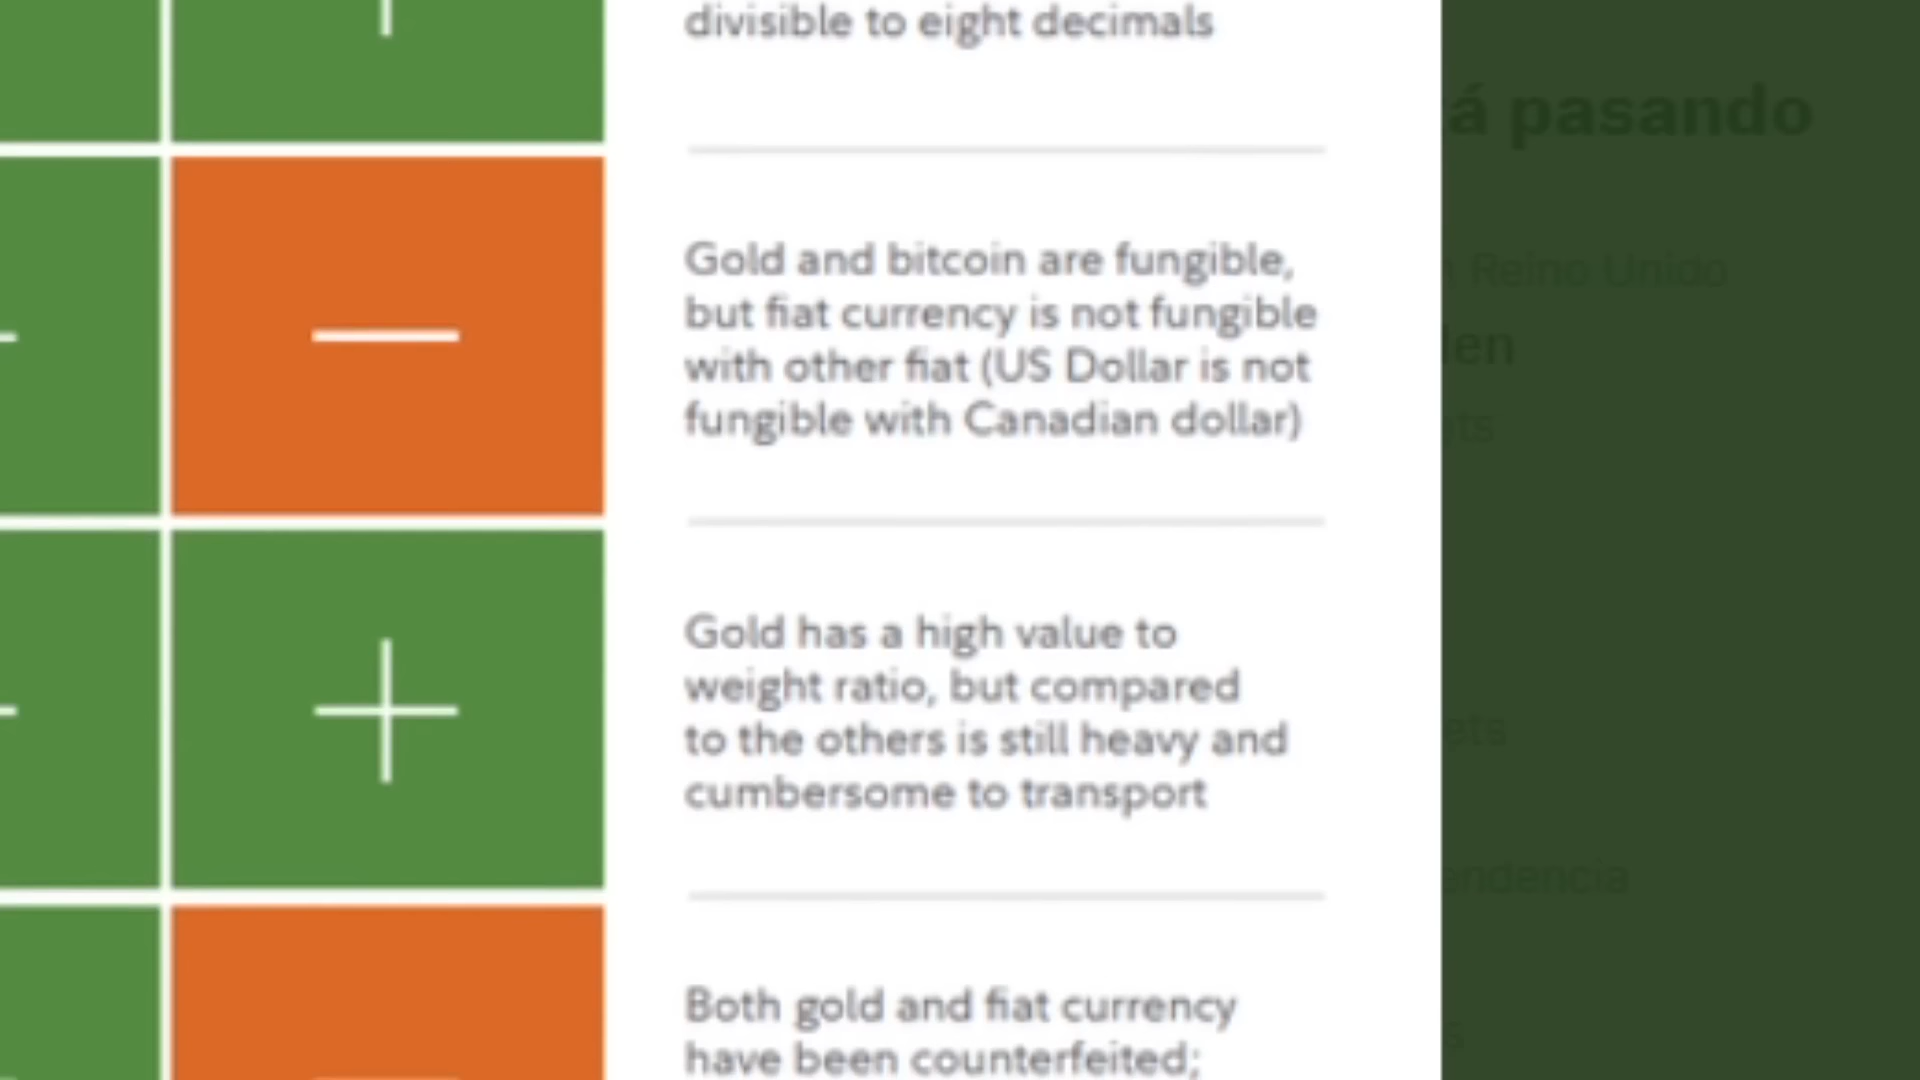 divisible to eight decimals
Gold and bitcoin are fungible,
but fiat currency is not fungible
with other fiat (US Dollar is not
fungible with Canadian dollar)
Gold has a high value to
weight ratio, but compared
to the others is still heavy and
cumbersome to transport
Both gold and fiat currency
have been counterfeited;
á pasando
Reino Unido